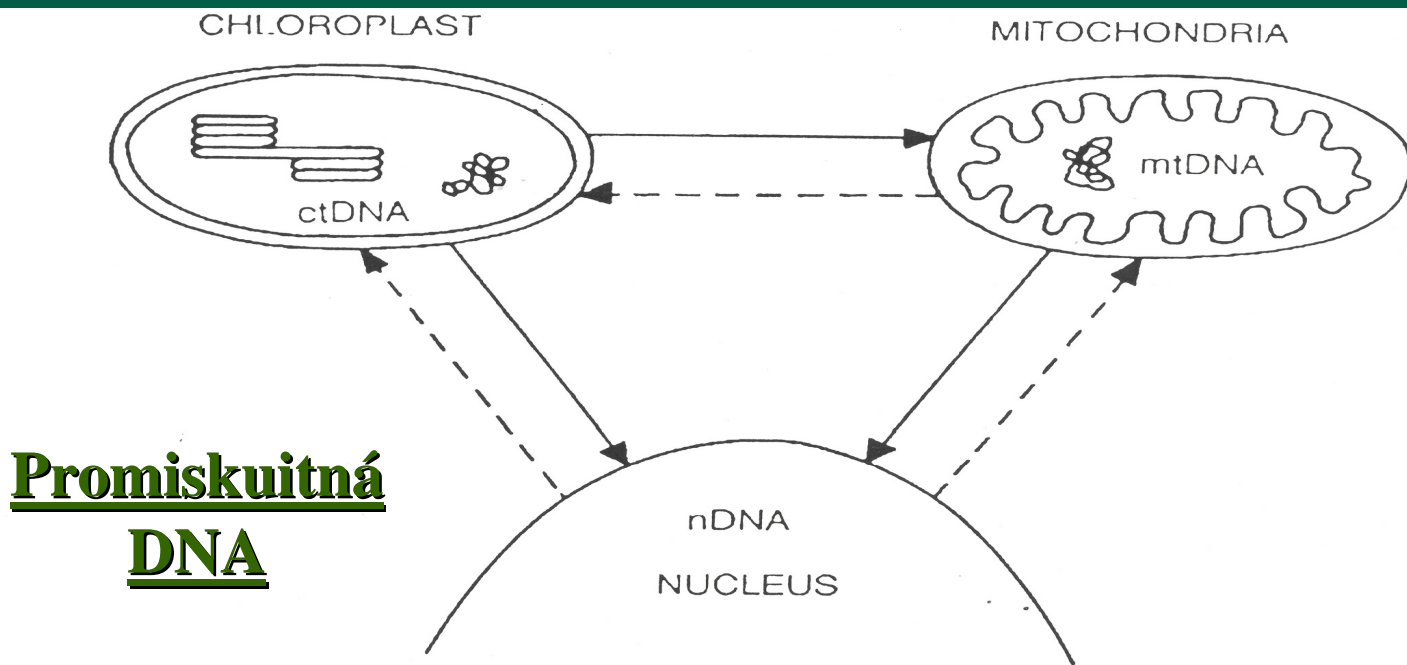 CHLOROPLAST
MITOCHONDRIA
ctDNA
mtDNA
Promiskuitná
DNA
nDNA
NUCLEUS